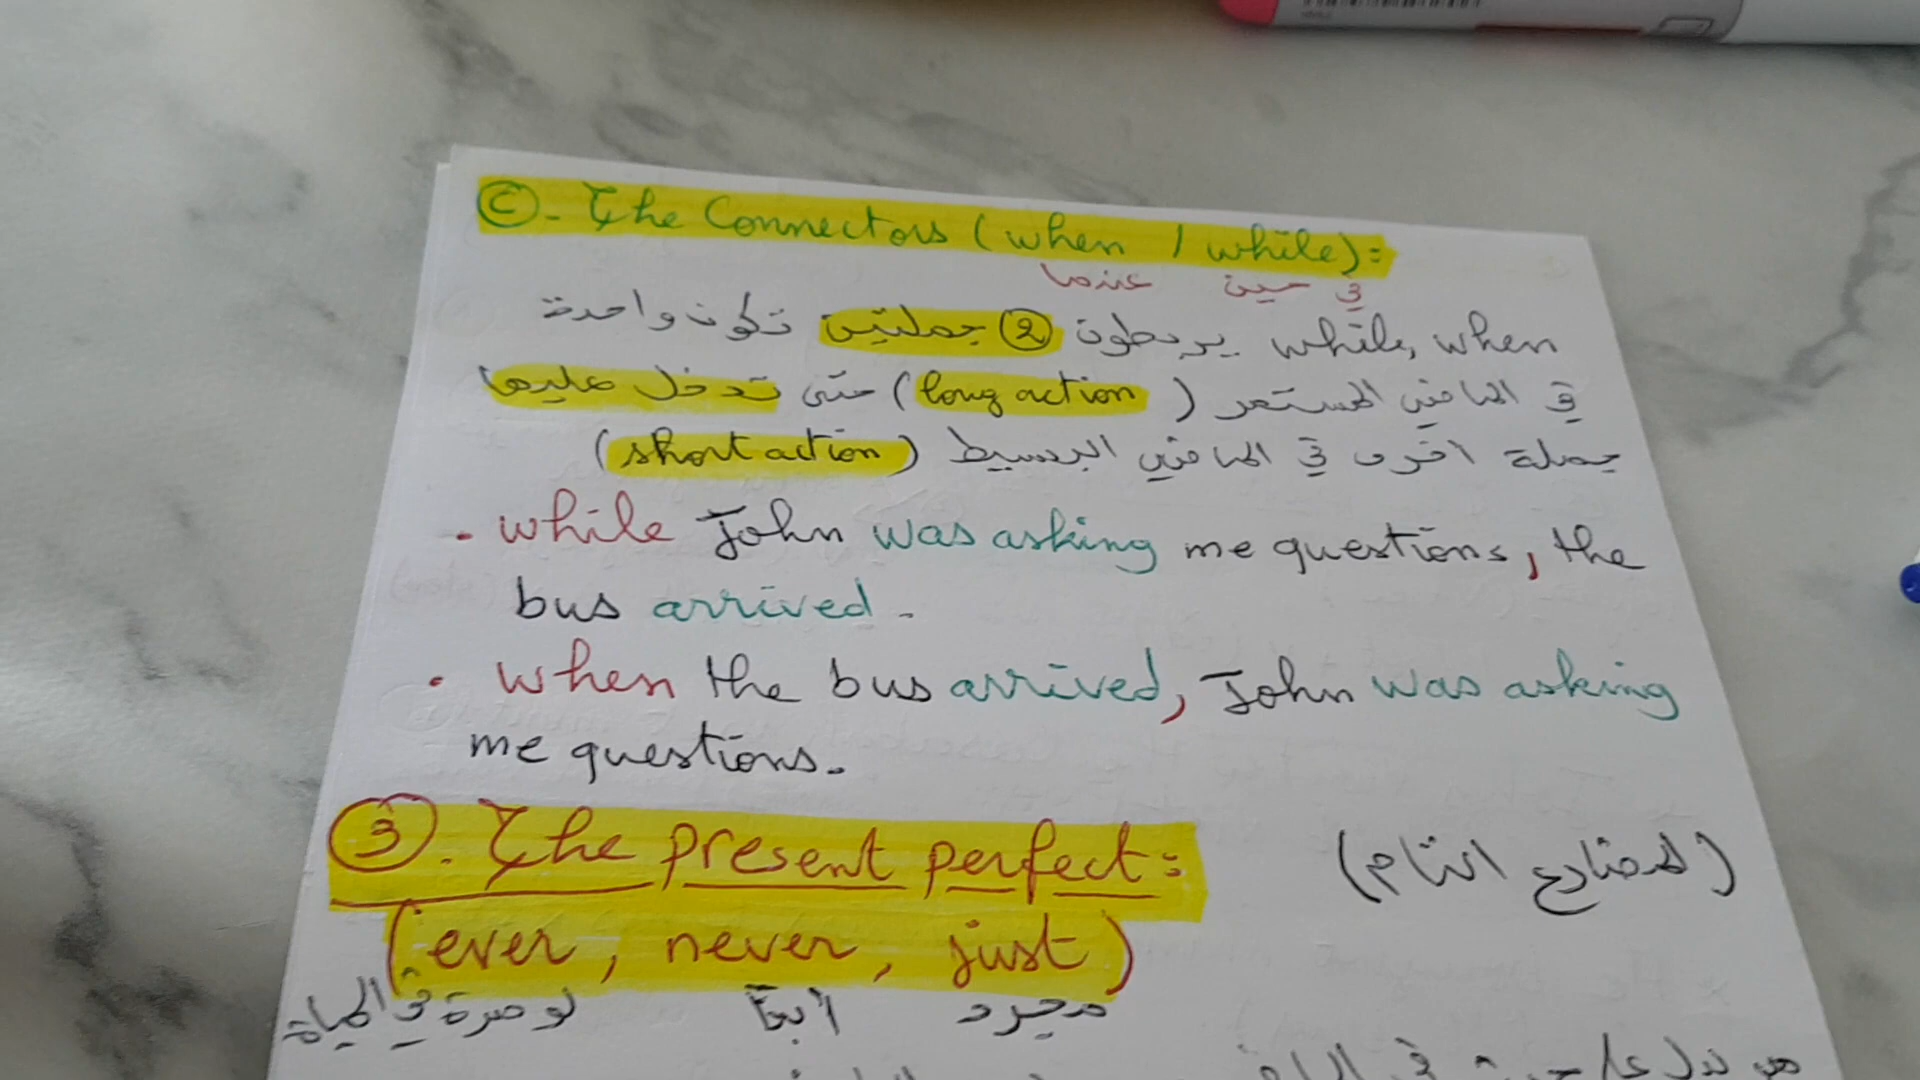 C - The Connectors (when / while):
عندما في حين
while, when يربطون 2 جملتين تكون واحدة
في الماضي المستمر (long action) حتى تدخل عليها
جملة اخرى في الماضي البسيط (short action)
. while John was asking me questions, the
bus arrived.
• when the bus arrived, John was asking
me questions.
3. The present perfect: (المضارع التام)
(ever, never, just)
لو مرة في الحياة أبدًا مجرد